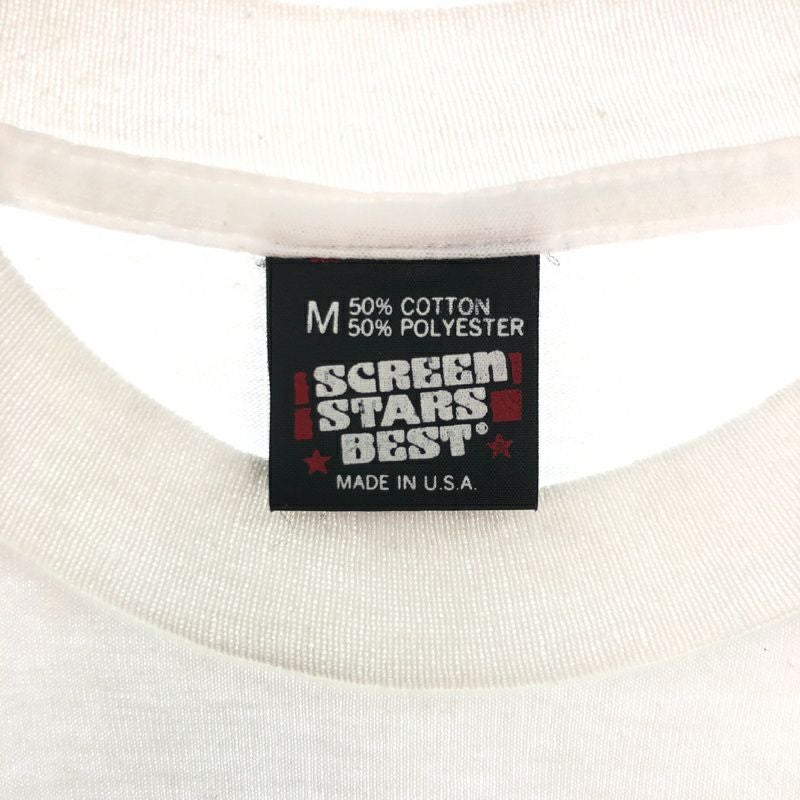 M 50% COTTON
50% POLYESTER
SCREEN
STARS
BEST®
MADE IN U.S.A.